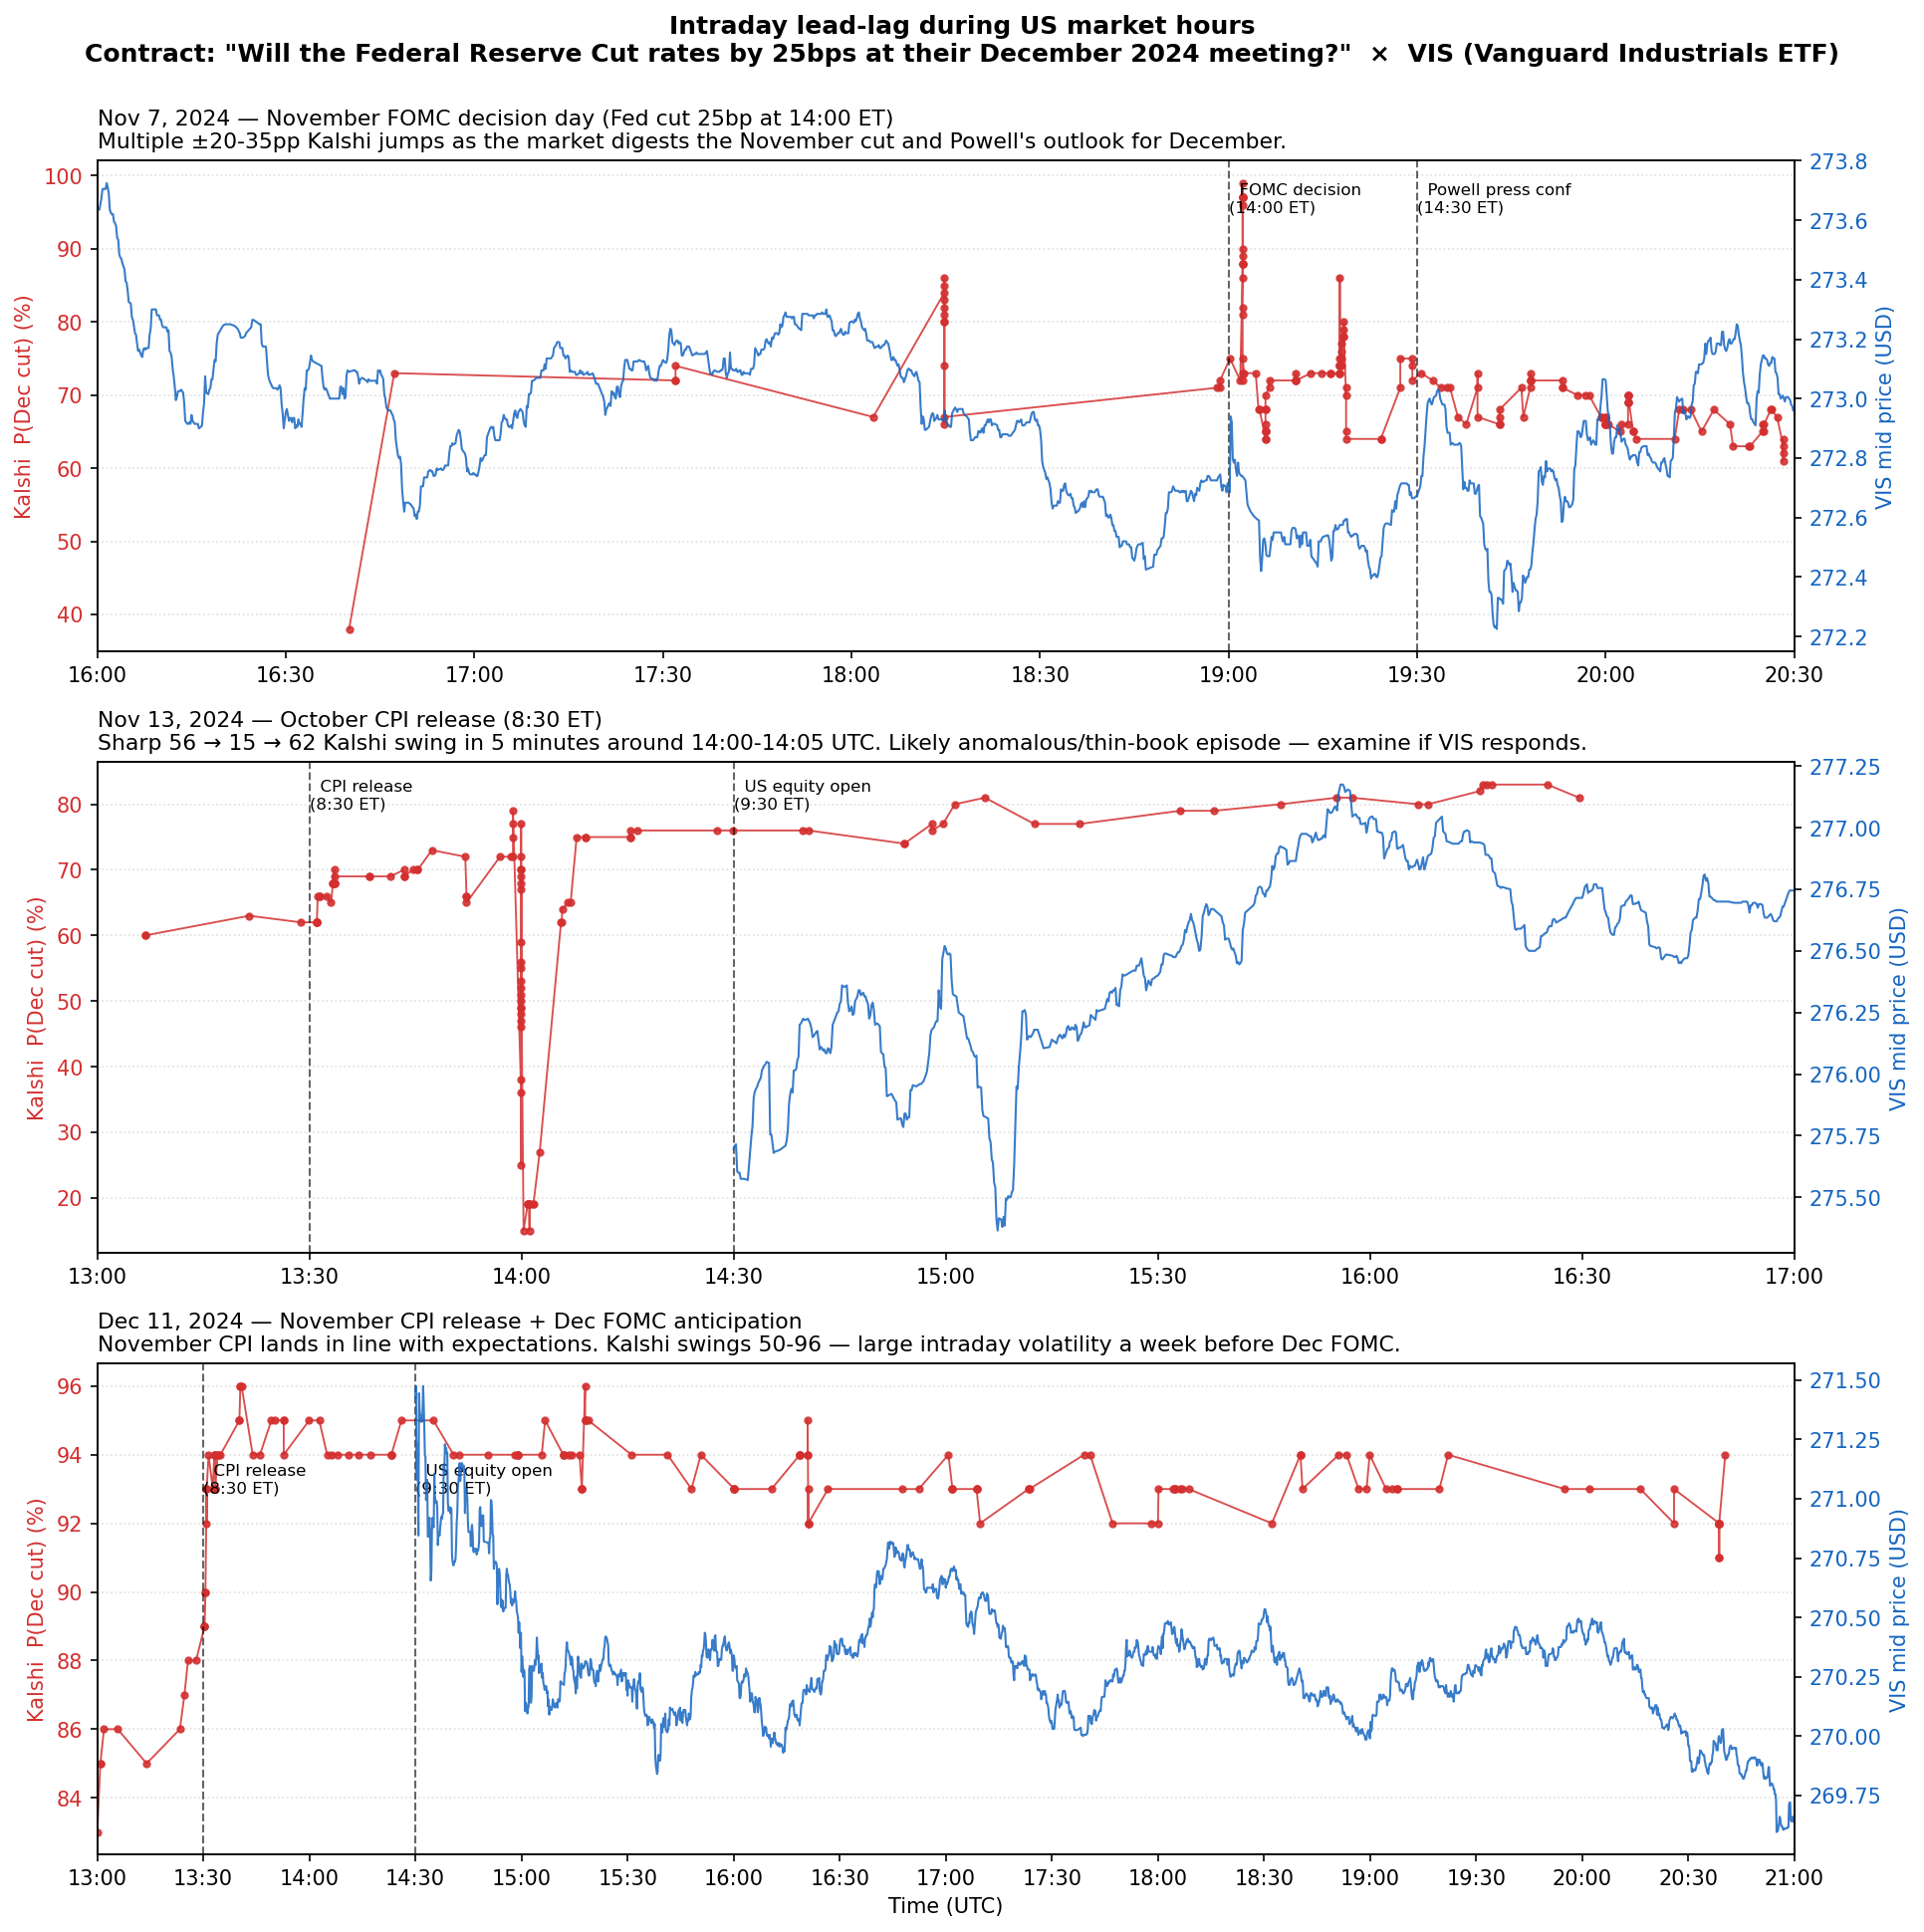 Intraday lead-lag during US market hours
Contract: "Will the Federal Reserve Cut rates by 25bps at their December 2024 meeting?"  ×  VIS (Vanguard Industrials ETF)
Nov 7, 2024 — November FOMC decision day (Fed cut 25bp at 14:00 ET)
Multiple ±20-35pp Kalshi jumps as the market digests the November cut and Powell's outlook for December.
Kalshi P(Dec cut) (%)
100
90
80
70
60
50
40
FOMC decision
(14:00 ET)
Powell press conf
(14:30 ET)
273.8
273.6
273.4
273.2
273.0
272.8
272.6
272.4
272.2
VIS mid price (USD)
16:00 16:30 17:00 17:30 18:00 18:30 19:00 19:30 20:00 20:30
Nov 13, 2024 — October CPI release (8:30 ET)
Sharp 56 → 15 → 62 Kalshi swing in 5 minutes around 14:00-14:05 UTC. Likely anomalous/thin-book episode — examine if VIS responds.
Kalshi P(Dec cut) (%)
80
70
60
50
40
30
20
CPI release
(8:30 ET)
US equity open
(9:30 ET)
277.25
277.00
276.75
276.50
276.25
276.00
275.75
275.50
VIS mid price (USD)
13:00 13:30 14:00 14:30 15:00 15:30 16:00 16:30 17:00
Dec 11, 2024 — November CPI release + Dec FOMC anticipation
November CPI lands in line with expectations. Kalshi swings 50-96 — large intraday volatility a week before Dec FOMC.
Kalshi P(Dec cut) (%)
96
94
92
90
88
86
84
CPI release
(8:30 ET)
US equity open
(9:30 ET)
271.50
271.25
271.00
270.75
270.50
270.25
270.00
269.75
VIS mid price (USD)
13:00 13:30 14:00 14:30 15:00 15:30 16:00 16:30 17:00 17:30 18:00 18:30 19:00 19:30 20:00 20:30 21:00
Time (UTC)